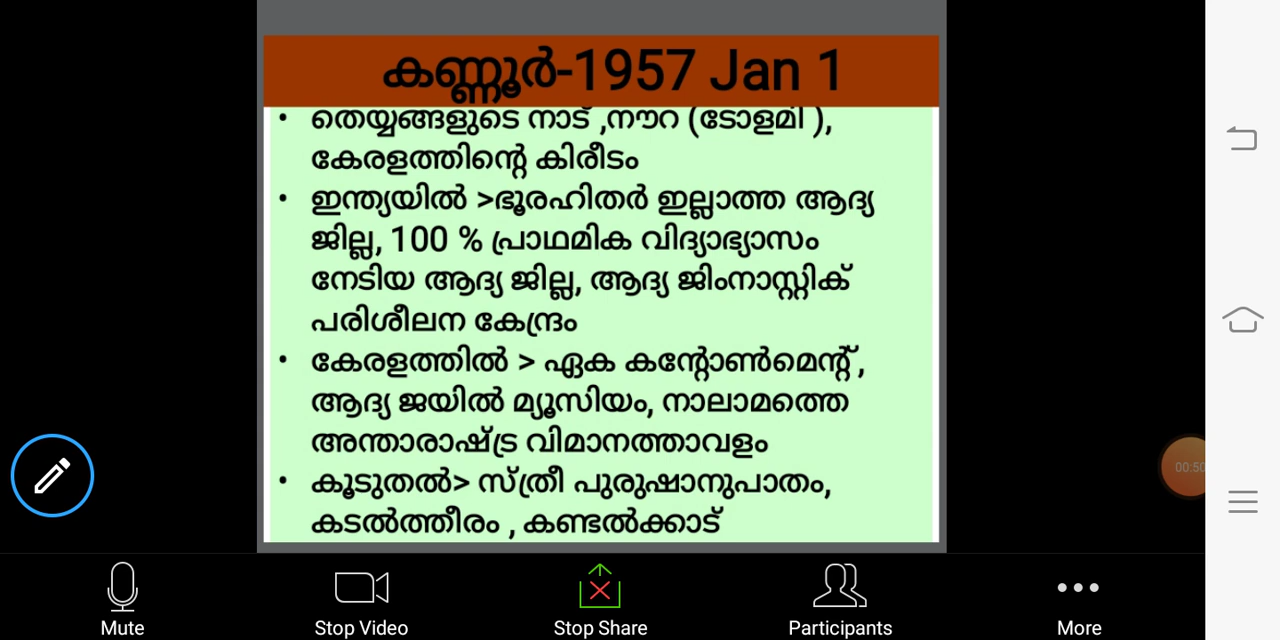 കണ്ണൂർ-1957 Jan 1
• തെയ്യങ്ങളുടെ നാട് ,നൗറ (ടോളമി ),
കേരളത്തിന്റെ കിരീടം
• ഇന്ത്യയിൽ >ഭൂരഹിതർ ഇല്ലാത്ത ആദ്യ
ജില്ല, 100 % പ്രാഥമിക വിദ്യാഭ്യാസം
നേടിയ ആദ്യ ജില്ല, ആദ്യ ജിംനാസ്റ്റിക്
പരിശീലന കേന്ദ്രം
• കേരളത്തിൽ > ഏക കന്റോൺമെന്റ്,
ആദ്യ ജയിൽ മ്യൂസിയം, നാലാമത്തെ
അന്താരാഷ്ട്ര വിമാനത്താവളം
• കൂടുതൽ> സ്ത്രീ പുരുഷാനുപാതം,
കടൽത്തീരം , കണ്ടൽക്കാട്
00:50
Mute
Stop Video
Stop Share
Participants
More